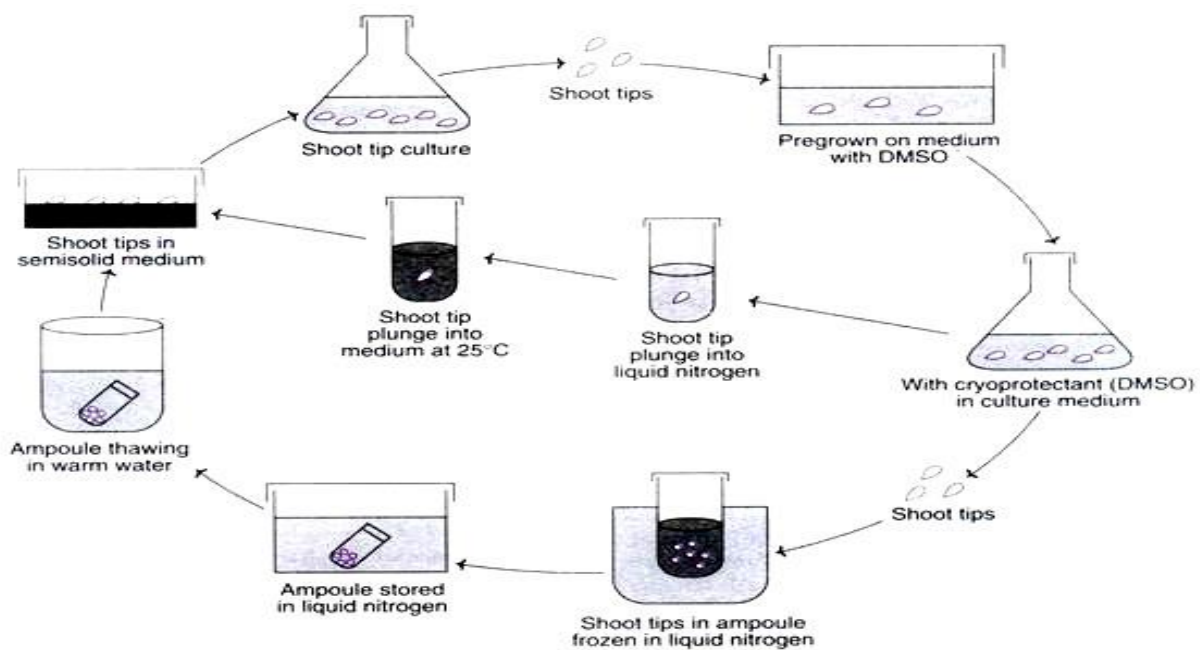 Shoot tip culture
Shoot tips
Pregrown on medium
with DMSO
Shoot tips in
semisolid medium
Shoot tip
plunge into
medium at 25°C
Shoot tip
plunge into
liquid nitrogen
With cryoprotectant (DMSO)
in culture medium
Ampoule thawing
in warm water
Ampoule stored
in liquid nitrogen
Shoot tips in ampoule
frozen in liquid nitrogen
Shoot tips